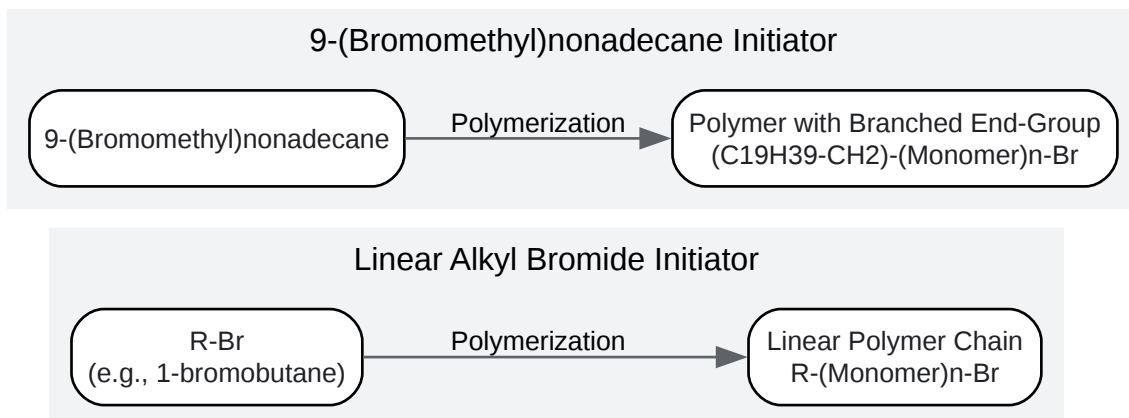 9-(Bromomethyl)nonadecane Initiator
9-(Bromomethyl)nonadecane
Polymerization
Polymer with Branched End-Group
(C19H39-CH2)-(Monomer)n-Br
Linear Alkyl Bromide Initiator
R-Br
(e.g., 1-bromobutane)
Polymerization
Linear Polymer Chain
R-(Monomer)n-Br